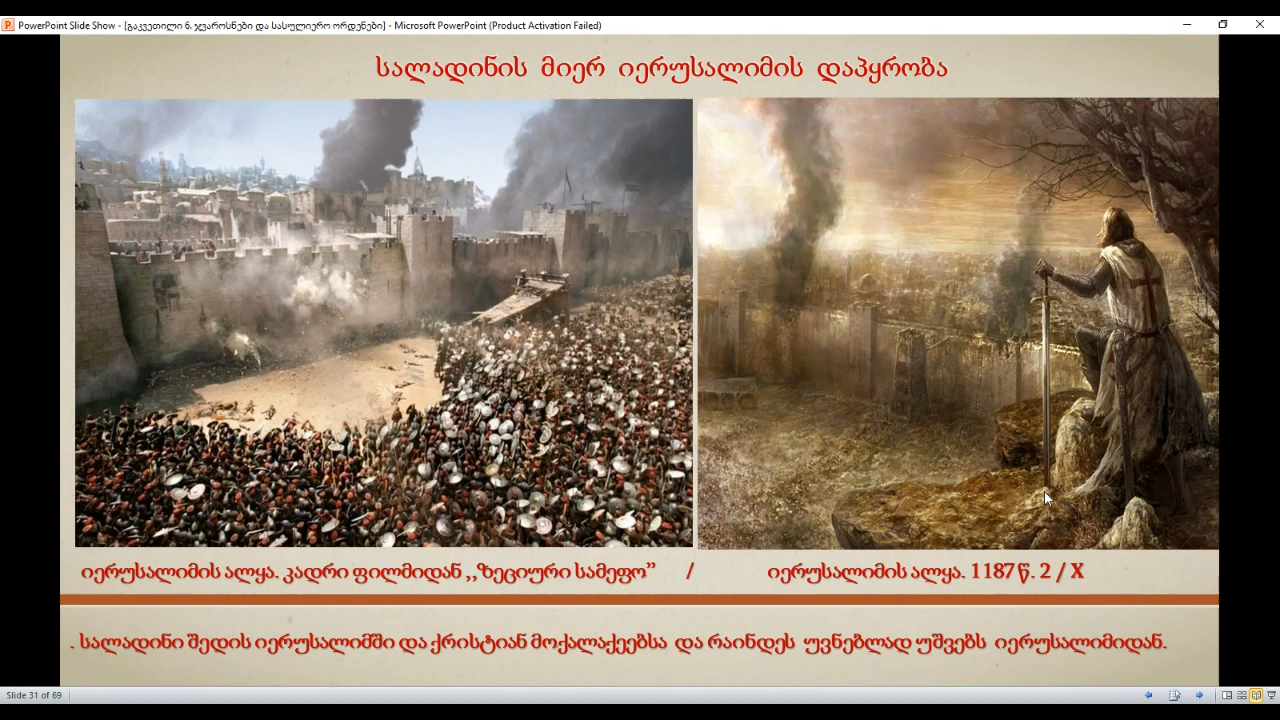 PowerPoint Slide Show - [გაკვეთილი 6. ჯვაროსნები და სასულიერო ორდენები] - Microsoft PowerPoint (Product Activation Failed)
სალადინის მიერ იერუსალიმის დაპყრობა
იერუსალიმის ალყა. კადრი ფილმიდან ,,ზეციური სამეფო” / იერუსალიმის ალყა. 1187 წ. 2 / X
. სალადინი შედის იერუსალიმში და ქრისტიან მოქალაქეებსა და რაინდეს უვნებლად უშვებს იერუსალიმიდან.
Slide 31 of 69